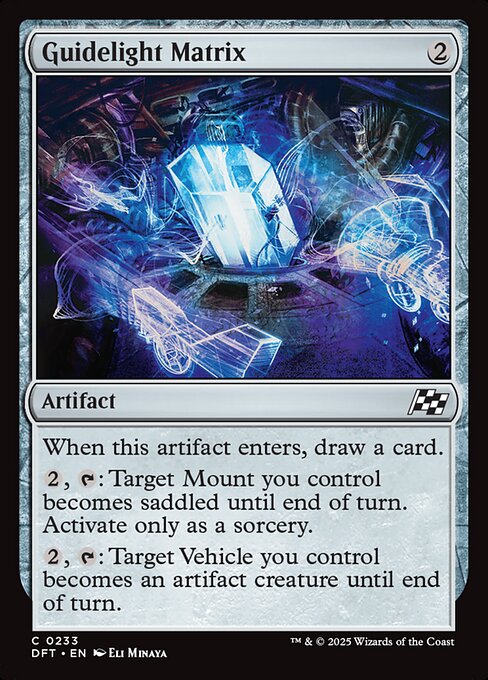 Guidelight Matrix 2
Artifact
When this artifact enters, draw a card.
2, T: Target Mount you control
becomes saddled until end of turn.
Activate only as a sorcery.
2, T: Target Vehicle you control
becomes an artifact creature until end
of turn.
C 0233
DFT • EN Eli Minaya
™ & © 2025 Wizards of the Coast